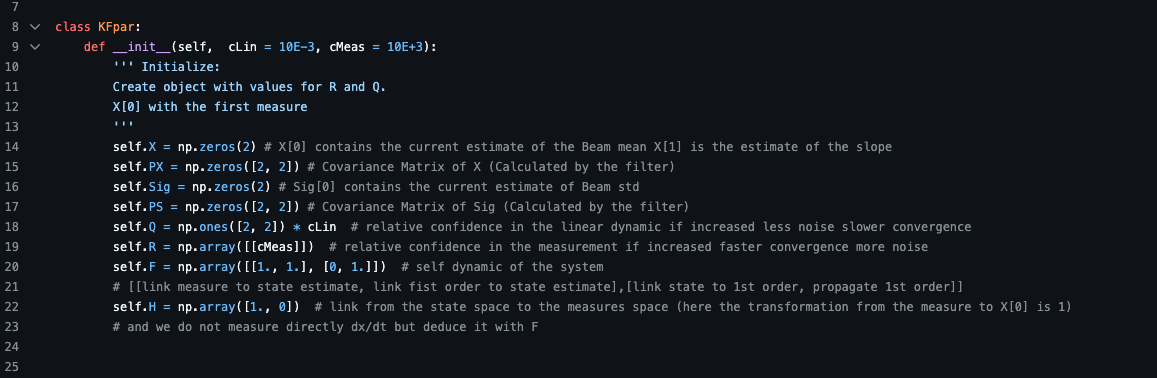 7
8 class KFpar:
9 def __init__(self,  cLin = 10E-3, cMeas = 10E+3):
10 ''' Initialize:
11 Create object with values for R and Q.
12 X[0] with the first measure
13 '''
14 self.X = np.zeros(2) # X[0] contains the current estimate of the Beam mean X[1] is the estimate of the slope
15 self.PX = np.zeros([2, 2]) # Covariance Matrix of X (Calculated by the filter)
16 self.Sig = np.zeros(2) # Sig[0] contains the current estimate of Beam std
17 self.PS = np.zeros([2, 2]) # Covariance Matrix of Sig (Calculated by the filter)
18 self.Q = np.ones([2, 2]) * cLin  # relative confidence in the linear dynamic if increased less noise slower convergence
19 self.R = np.array([[cMeas]])  # relative confidence in the measurement if increased faster convergence more noise
20 self.F = np.array([[1., 1.], [0, 1.]])  # self dynamic of the system
21 # [[link measure to state estimate, link fist order to state estimate],[link state to 1st order, propagate 1st order]]
22 self.H = np.array([1., 0])  # link from the state space to the measures space (here the transformation from the measure to X[0] is 1)
23 # and we do not measure directly dx/dt but deduce it with F
24
25